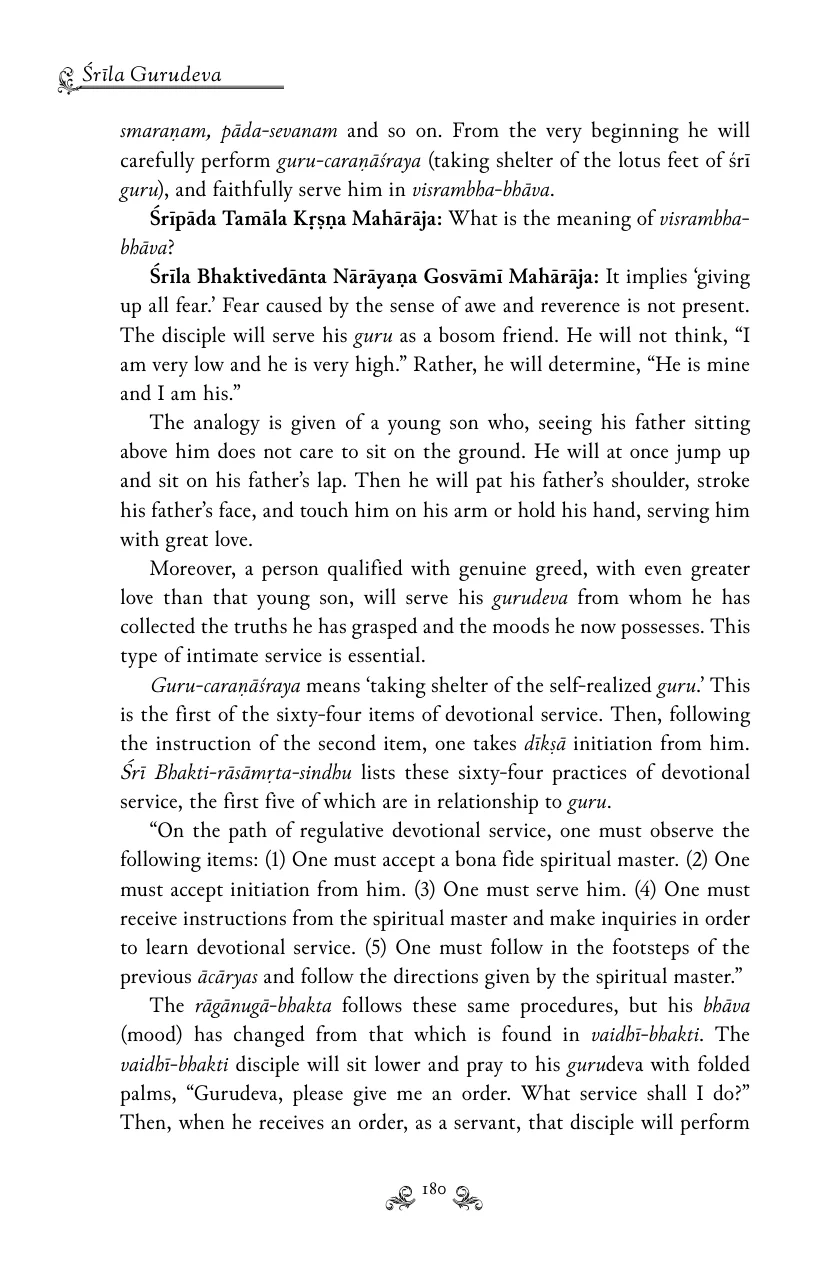 Śrīla Gurudeva
smaraṇam, pāda-sevanam and so on. From the very beginning he will
carefully perform guru-caraṇāśraya (taking shelter of the lotus feet of śrī
guru), and faithfully serve him in visrambha-bhāva.
Śrīpāda Tamāla Kṛṣṇa Mahārāja: What is the meaning of visrambha-
bhāva?
Śrīla Bhaktivedānta Nārāyaṇa Gosvāmī Mahārāja: It implies ‘giving
up all fear.’ Fear caused by the sense of awe and reverence is not present.
The disciple will serve his guru as a bosom friend. He will not think, “I
am very low and he is very high.” Rather, he will determine, “He is mine
and I am his.”
The analogy is given of a young son who, seeing his father sitting
above him does not care to sit on the ground. He will at once jump up
and sit on his father’s lap. Then he will pat his father’s shoulder, stroke
his father’s face, and touch him on his arm or hold his hand, serving him
with great love.
Moreover, a person qualified with genuine greed, with even greater
love than that young son, will serve his gurudeva from whom he has
collected the truths he has grasped and the moods he now possesses. This
type of intimate service is essential.
Guru-caraṇāśraya means ‘taking shelter of the self-realized guru.’ This
is the first of the sixty-four items of devotional service. Then, following
the instruction of the second item, one takes dīkṣā initiation from him.
Śrī Bhakti-rāsāmṛta-sindhu lists these sixty-four practices of devotional
service, the first five of which are in relationship to guru.
“On the path of regulative devotional service, one must observe the
following items: (1) One must accept a bona fide spiritual master. (2) One
must accept initiation from him. (3) One must serve him. (4) One must
receive instructions from the spiritual master and make inquiries in order
to learn devotional service. (5) One must follow in the footsteps of the
previous ācāryas and follow the directions given by the spiritual master.”
The rāgānugā-bhakta follows these same procedures, but his bhāva
(mood) has changed from that which is found in vaidhī-bhakti. The
vaidhī-bhakti disciple will sit lower and pray to his gurudeva with folded
palms, “Gurudeva, please give me an order. What service shall I do?”
Then, when he receives an order, as a servant, that disciple will perform
180